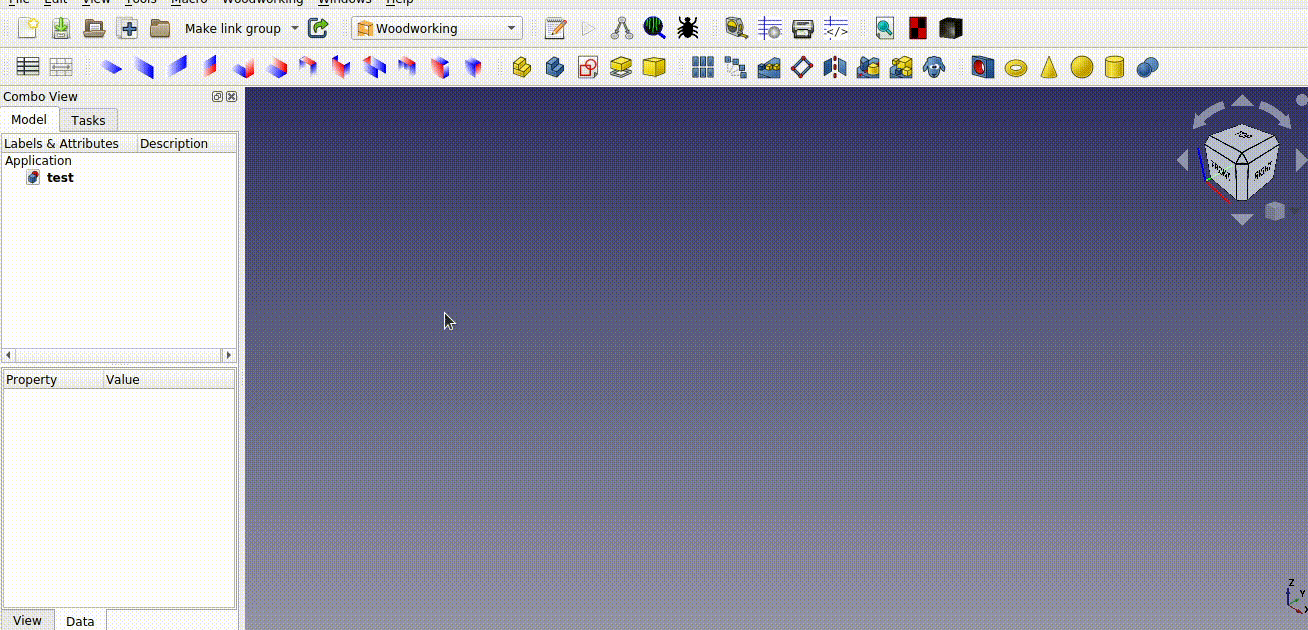 File Edit View Tools Macro Woodworking Windows Help
Make link group Woodworking
</>
Combo View
Model Tasks
Labels & Attributes Description
Application
test
TOP
FRONT RIGHT
Property Value
Z
Y
X
View Data